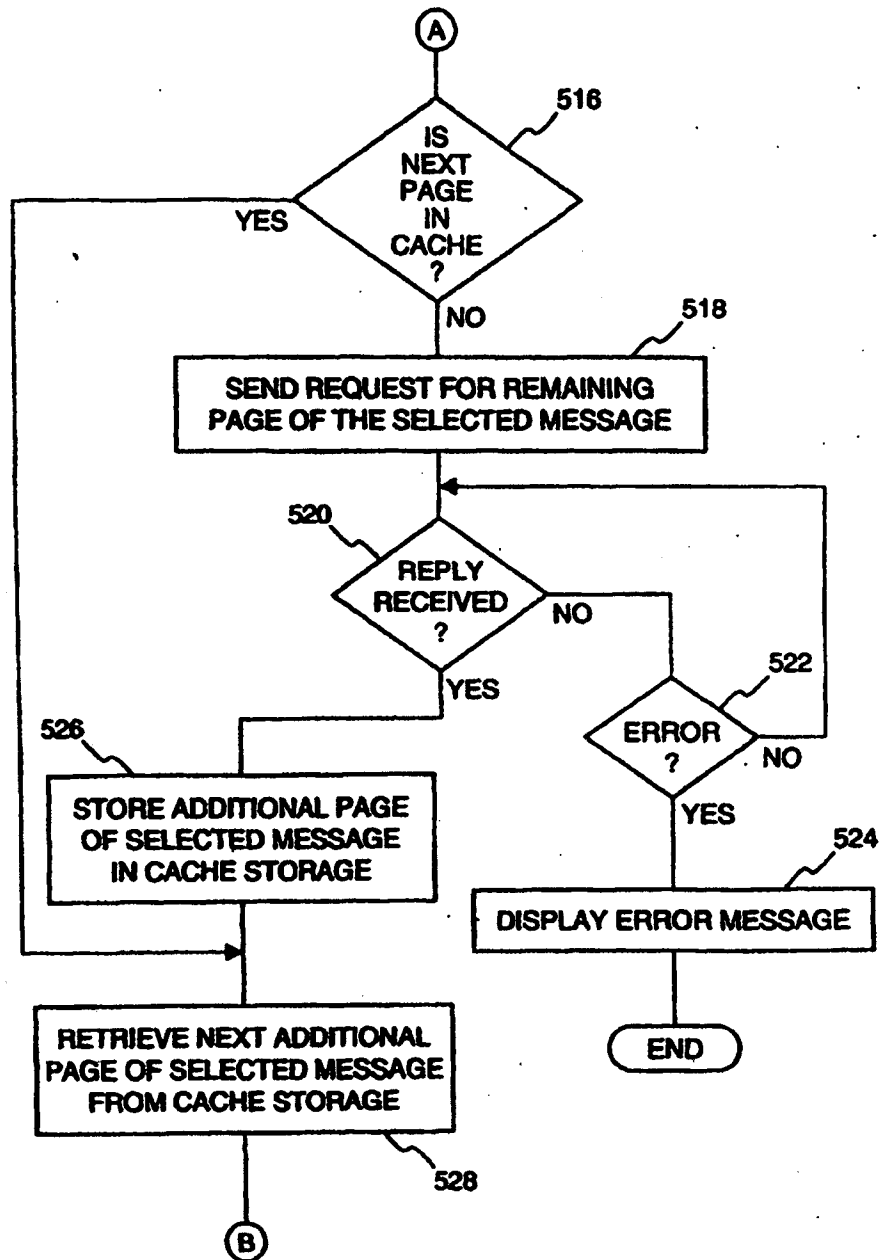 A
516
IS
NEXT
PAGE
IN
CACHE
?
YES
NO
518
SEND REQUEST FOR REMAINING
PAGE OF THE SELECTED MESSAGE
520
REPLY
RECEIVED
?
NO
YES
522
ERROR
?
NO
YES
526
STORE ADDITIONAL PAGE
OF SELECTED MESSAGE
IN CACHE STORAGE
524
DISPLAY ERROR MESSAGE
END
RETRIEVE NEXT ADDITIONAL
PAGE OF SELECTED MESSAGE
FROM CACHE STORAGE
528
B